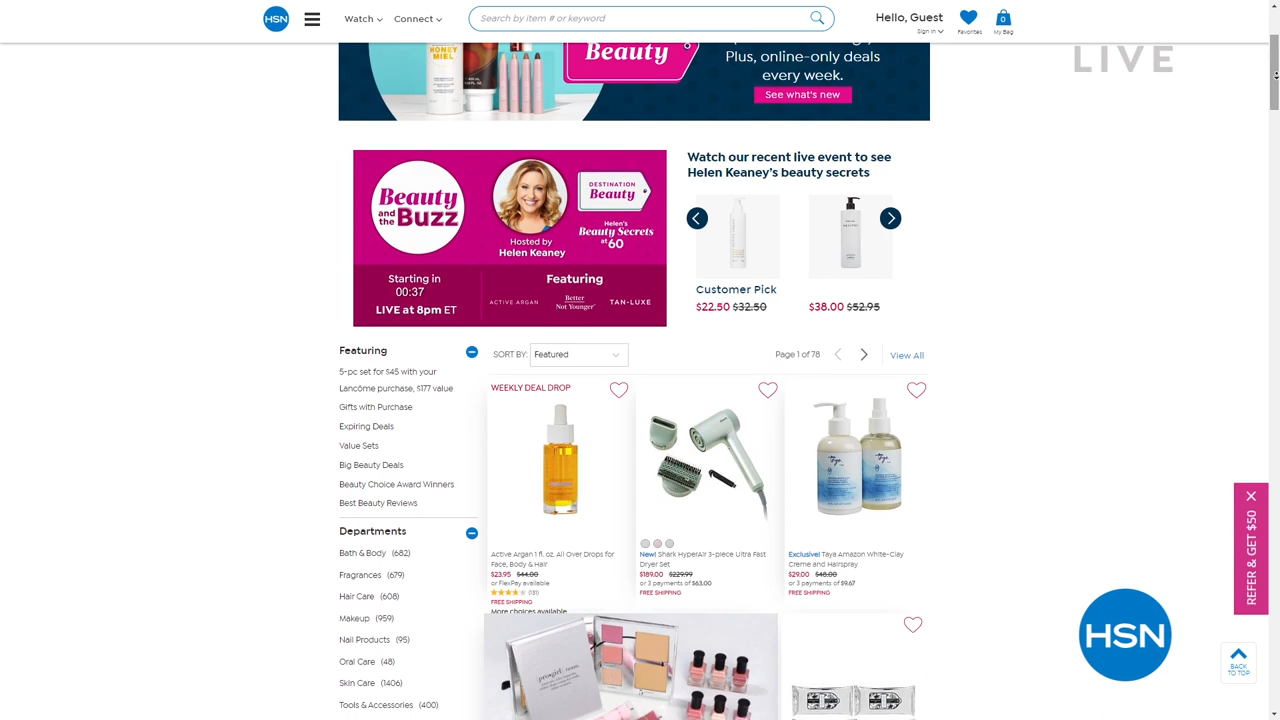 HSN
Watch
Connect
Search by item # or keyword
Hello, Guest
Sign in
Favorites
0
My Bag
HONEY
MIEL
Beauty
Plus, online-only deals
every week.
See what's new
LIVE
Beauty
and the Buzz
Hosted by
Helen Keaney
DESTINATION
Beauty
Helen's
Beauty Secrets
at 60
Starting in
00:37
LIVE at 8pm ET
Featuring
ACTIVE ARGAN
Better
Not Younger
TAN-LUXE
Watch our recent live event to see
Helen Keaney's beauty secrets
Customer Pick
$22.50 $32.50
$38.00 $52.95
Featuring
5-pc set for $45 with your
Lancôme purchase, $177 value
Gifts with Purchase
Expiring Deals
Value Sets
Big Beauty Deals
Beauty Choice Award Winners
Best Beauty Reviews
Departments
Bath & Body (682)
Fragrances (679)
Hair Care (608)
Makeup (959)
Nail Products (95)
Oral Care (48)
Skin Care (1406)
Tools & Accessories (400)
SORT BY: Featured
Page 1 of 78
View All
WEEKLY DEAL DROP
Active Argan 1 fl. oz. All Over Drops for
Face, Body & Hair
$23.95 $44.00
or FlexPay available
(131)
FREE SHIPPING
More choices available
New! Shark HyperAir 3-piece Ultra Fast
Dryer Set
$189.00 $229.99
or 3 payments of $63.00
FREE SHIPPING
Taya
Taya
Exclusive! Taya Amazon White-Clay
Creme and Hairspray
$29.00 $48.00
or 3 payments of $9.67
FREE SHIPPING
REFER & GET $50
HSN
BACK
TO TOP